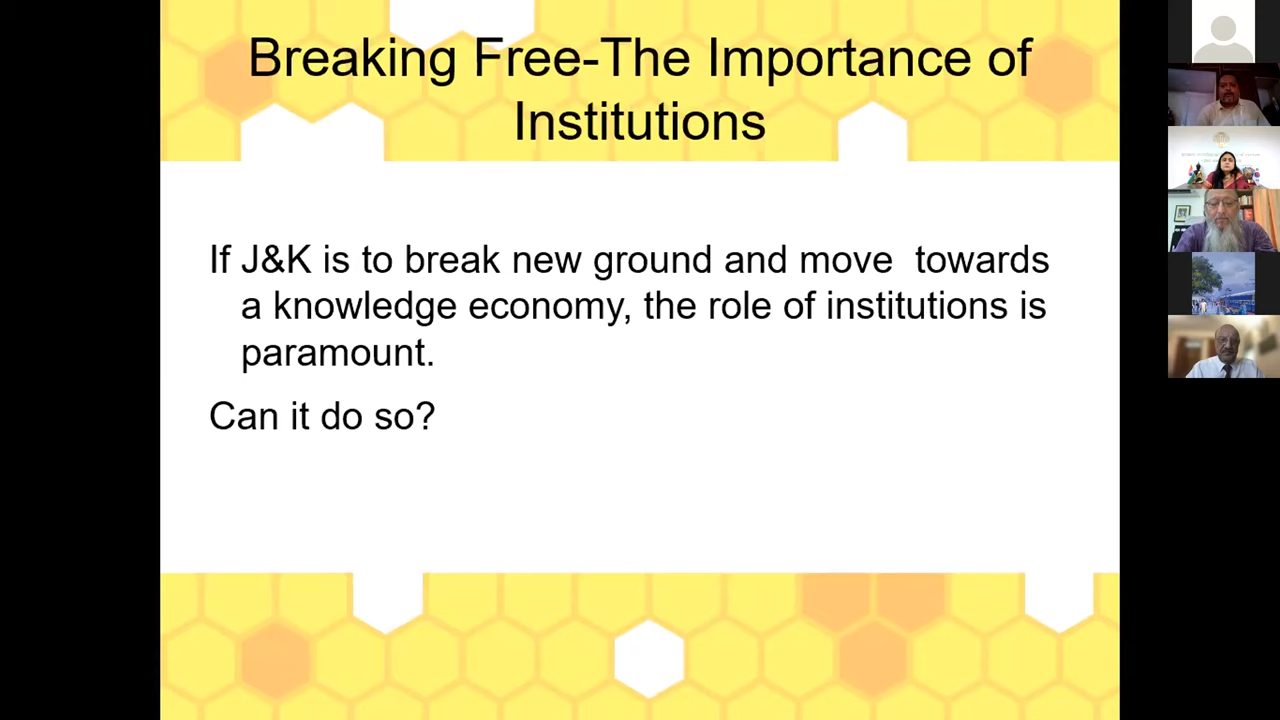 Breaking Free-The Importance of
Institutions
If J&K is to break new ground and move  towards
a knowledge economy, the role of institutions is
paramount.
Can it do so?